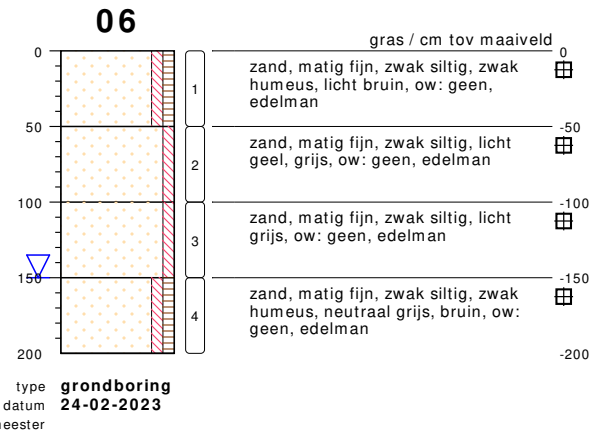 06
gras / cm tov maaiveld
0
0
zand, matig fijn, zwak siltig, zwak
humeus, licht bruin, ow: geen,
edelman
1
50
-50
zand, matig fijn, zwak siltig, licht
geel, grijs, ow: geen, edelman
2
100
-100
zand, matig fijn, zwak siltig, licht
grijs, ow: geen, edelman
3
150
-150
zand, matig fijn, zwak siltig, zwak
humeus, neutraal grijs, bruin, ow:
geen, edelman
4
200
-200
type grondboring
datum 24-02-2023